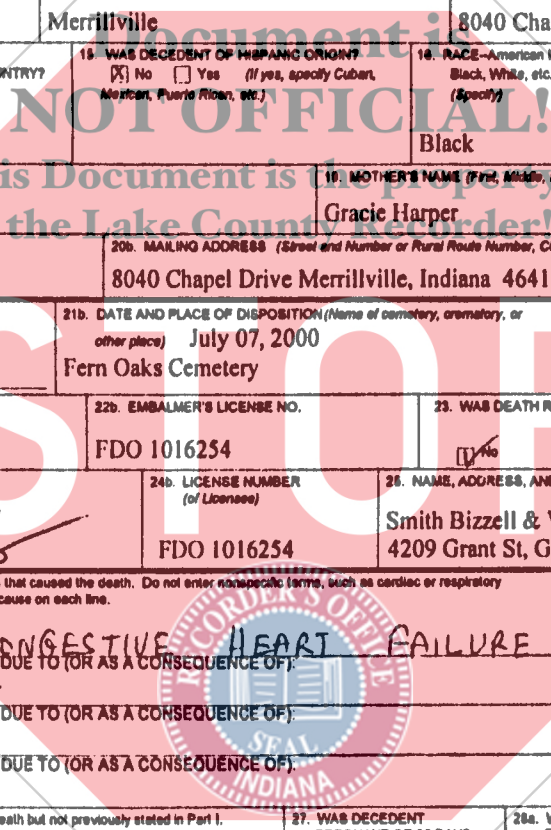 Merrillville
8040 Cha
Document is
NTRY?
15. WAS DECEDENT OF HISPANIC ORIGIN?
[X] No [ ] Yes (If yes, specify Cuban,
Mexican, Puerto Rican, etc.)
16. RACE--American I
Black, White, etc.
(Specify)
NOT OFFICIAL!
Black
is Document is the property
18. MOTHER'S NAME (First, Middle,
Gracie Harper
the Lake County Recorder!
20b. MAILING ADDRESS (Street and Number or Rural Route Number, C
8040 Chapel Drive Merrillville, Indiana 4641
21b. DATE AND PLACE OF DISPOSITION (Name of cemetery, crematory, or
other place) July 07, 2000
Fern Oaks Cemetery
STOP
22b. EMBALMER'S LICENSE NO.
FDO 1016254
23. WAS DEATH R
No
24b. LICENSE NUMBER
(of Licensee)
FDO 1016254
25. NAME, ADDRESS, AN
Smith Bizzell &
4209 Grant St, G
that caused the death. Do not enter nonspecific terms, such as cardiac or respiratory
cause on each line.
ONGESTIVE HEART FAILURE
DUE TO (OR AS A CONSEQUENCE OF):
DUE TO (OR AS A CONSEQUENCE OF):
DUE TO (OR AS A CONSEQUENCE OF):
RECORDER'S OFFICE
SEAL
INDIANA
eath but not previously stated in Part I.
27. WAS DECEDENT
28a. W